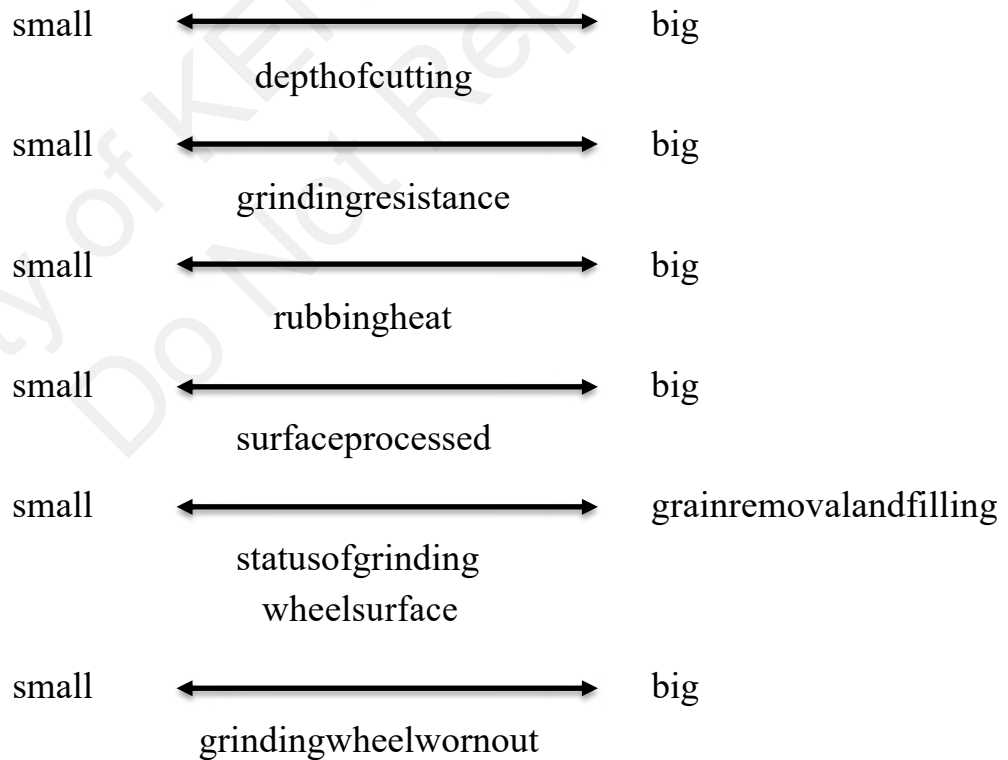 small big
depthofcutting
small big
grindingresistance
small big
rubbingheat
small big
surfaceprocessed
small grainremovalandfilling
statusofgrinding
wheelsurface
small big
grindingwheelwornout